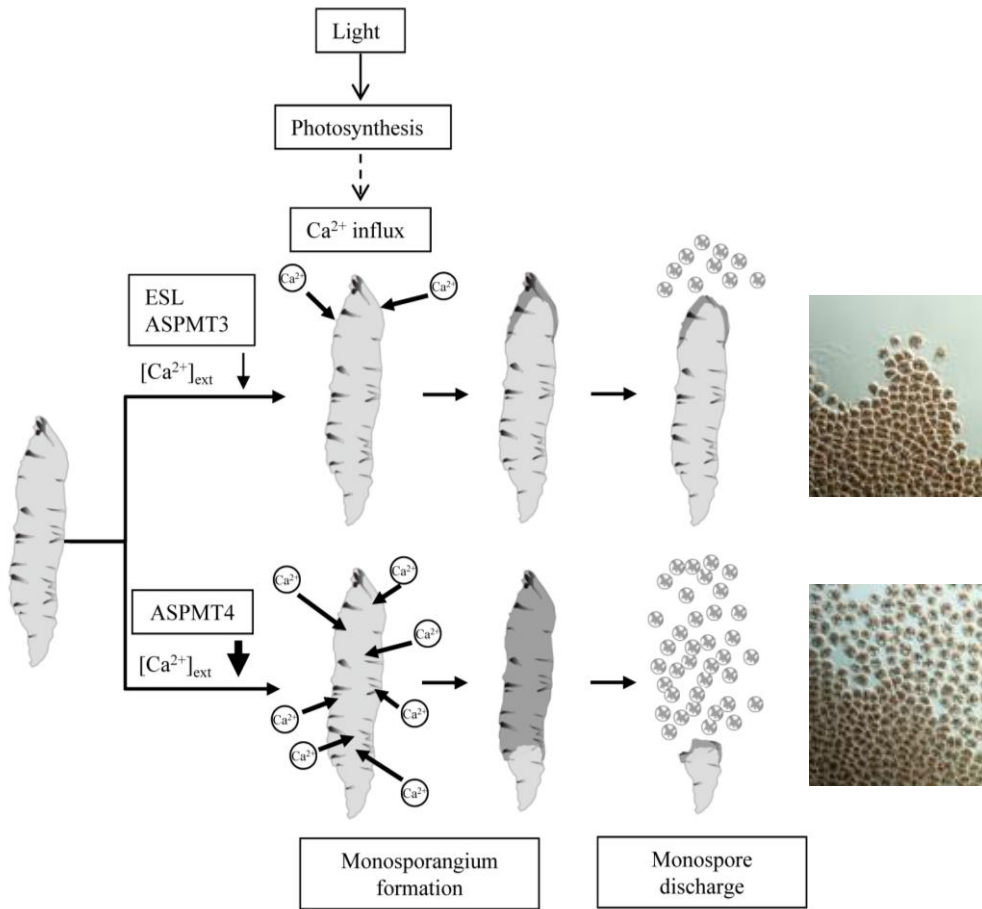 Light
Photosynthesis
Ca²⁺ influx
Ca²⁺
Ca²⁺
ESL
ASPMT3
[Ca²⁺]ext
Ca²⁺
Ca²⁺
Ca²⁺
ASPMT4
[Ca²⁺]ext
Ca²⁺
Ca²⁺
Ca²⁺
Ca²⁺
Monosporangium
formation
Monospore
discharge